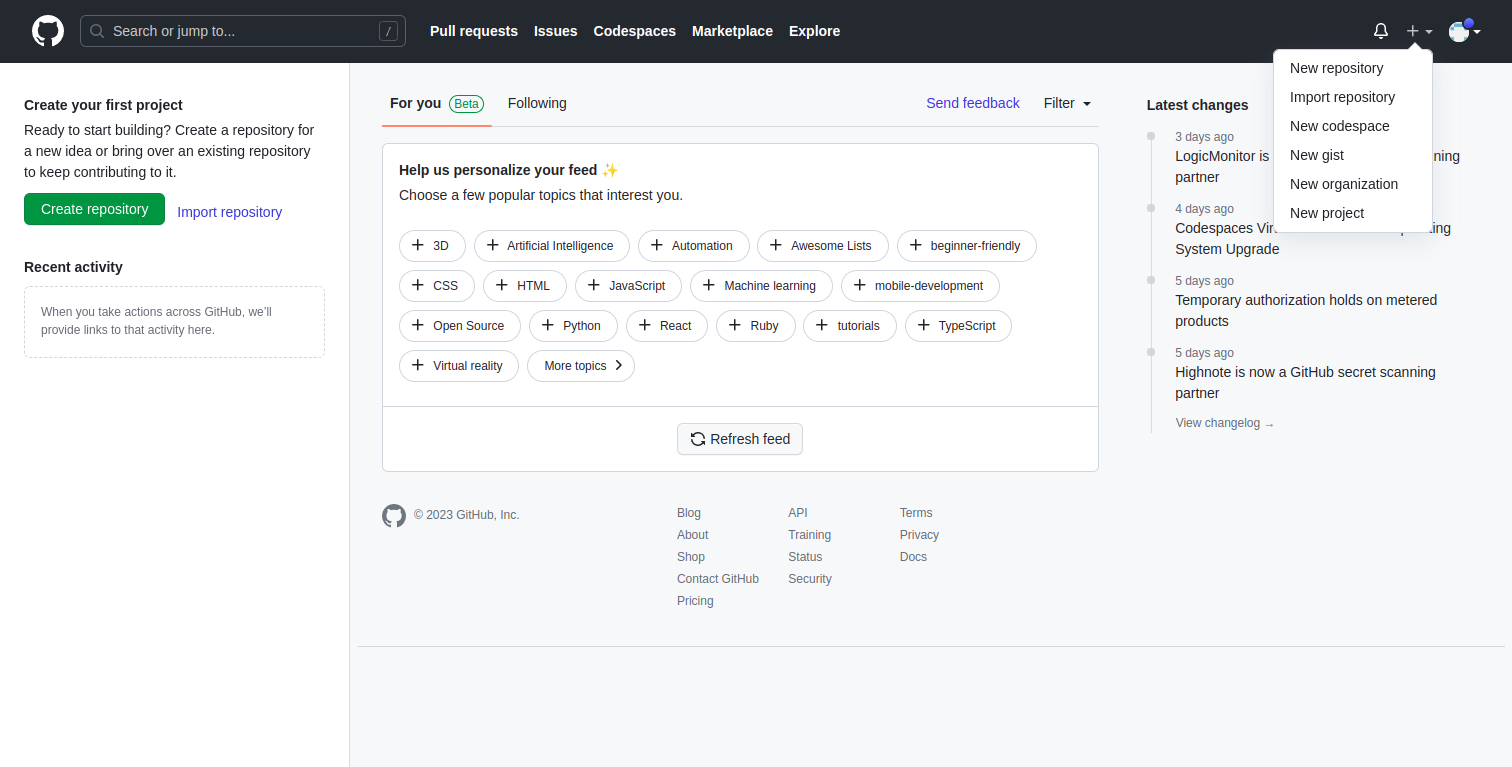 Search or jump to... /
Pull requests Issues Codespaces Marketplace Explore
New repository
Import repository
New codespace
New gist
New organization
New project
Create your first project
Ready to start building? Create a repository for
a new idea or bring over an existing repository
to keep contributing to it.
Create repository Import repository
Recent activity
When you take actions across GitHub, we'll
provide links to that activity here.
For you Beta Following Send feedback Filter
Help us personalize your feed ✨
Choose a few popular topics that interest you.
3D Artificial Intelligence Automation Awesome Lists beginner-friendly
CSS HTML JavaScript Machine learning mobile-development
Open Source Python React Ruby tutorials TypeScript
Virtual reality More topics
Refresh feed
Latest changes
3 days ago
LogicMonitor is
partner
4 days ago
Codespaces
System Upgrade
5 days ago
Temporary authorization holds on metered
products
5 days ago
Highnote is now a GitHub secret scanning
partner
View changelog →
© 2023 GitHub, Inc.
Blog API Terms
About Training Privacy
Shop Status Docs
Contact GitHub Security
Pricing